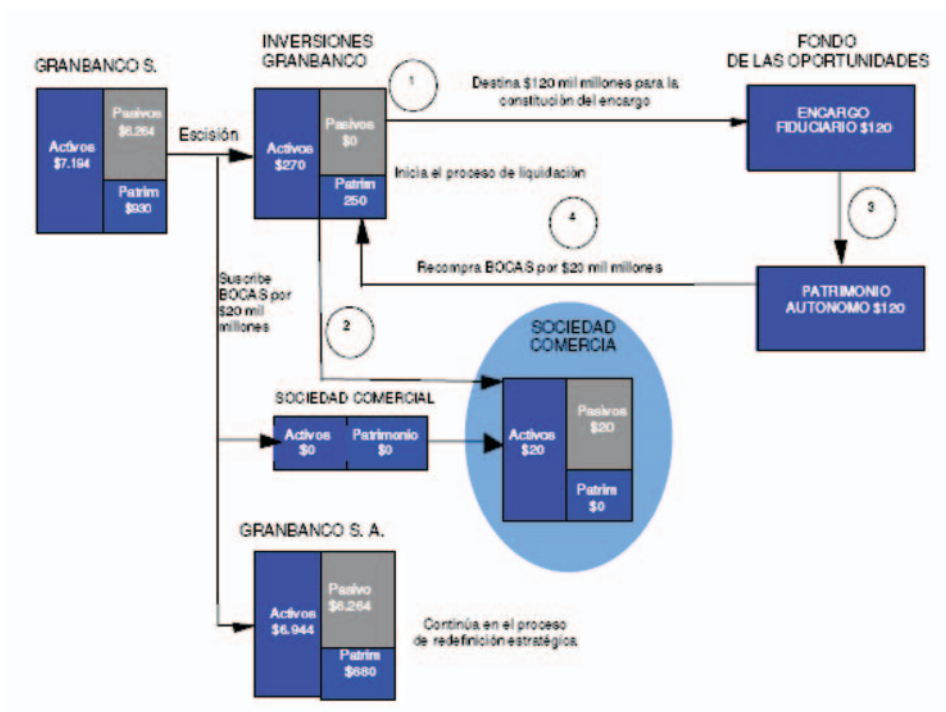 GRANBANCO S.
Activos
$7.194
Pasivos
$6.264
Patrim
$930
Escisión
INVERSIONES
GRANBANCO
Activos
$270
Pasivos
$0
Patrim
250
1
Destina $120 mil millones para la
constitución del encargo
FONDO
DE LAS OPORTUNIDADES
ENCARGO
FIDUCIARIO $120
Inicia el proceso de liquidación
4
3
Recompra BOCAS por $20 mil millones
PATRIMONIO
AUTONOMO $120
Suscribe
BOCAS por
$20 mil
millones
2
SOCIEDAD
COMERCIA
SOCIEDAD COMERCIAL
Activos
$0
Patrimonio
$0
Activos
$20
Pasivos
$20
Patrim
$0
GRANBANCO S. A.
Activos
$6.944
Pasivo
$6.264
Patrim
$680
Continúa en el proceso
de redefinición estratégica